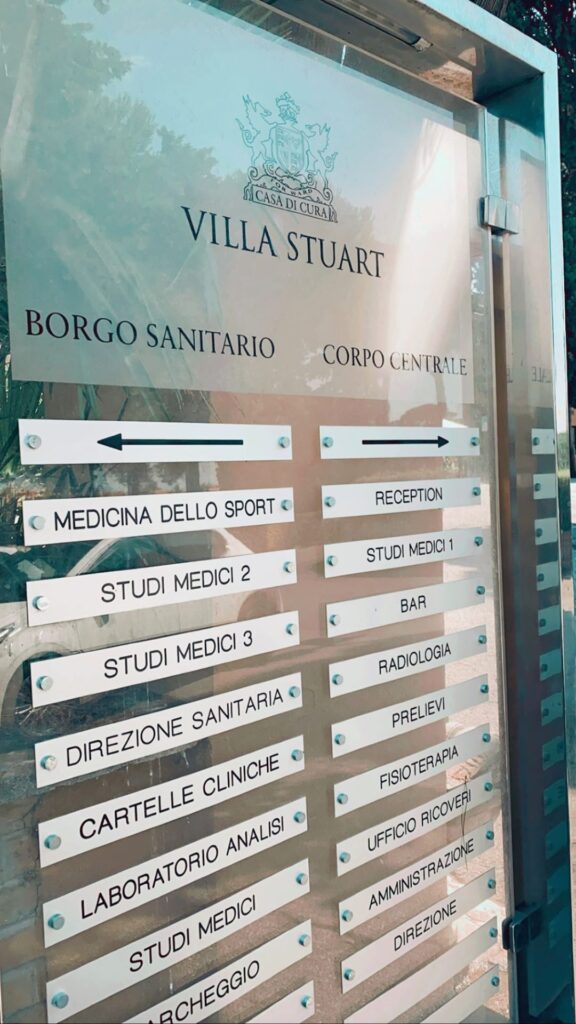 CASA DI CURA
VILLA STUART
BORGO SANITARIO
MEDICINA DELLO SPORT
STUDI MEDICI 2
STUDI MEDICI 3
DIREZIONE SANITARIA
CARTELLE CLINICHE
LABORATORIO ANALISI
STUDI MEDICI
CORPO CENTRALE
RECEPTION
STUDI MEDICI 1
BAR
RADIOLOGIA
PRELIEVI
FISIOTERAPIA
UFFICIO RICOVERI
AMMINISTRAZIONE
DIREZIONE